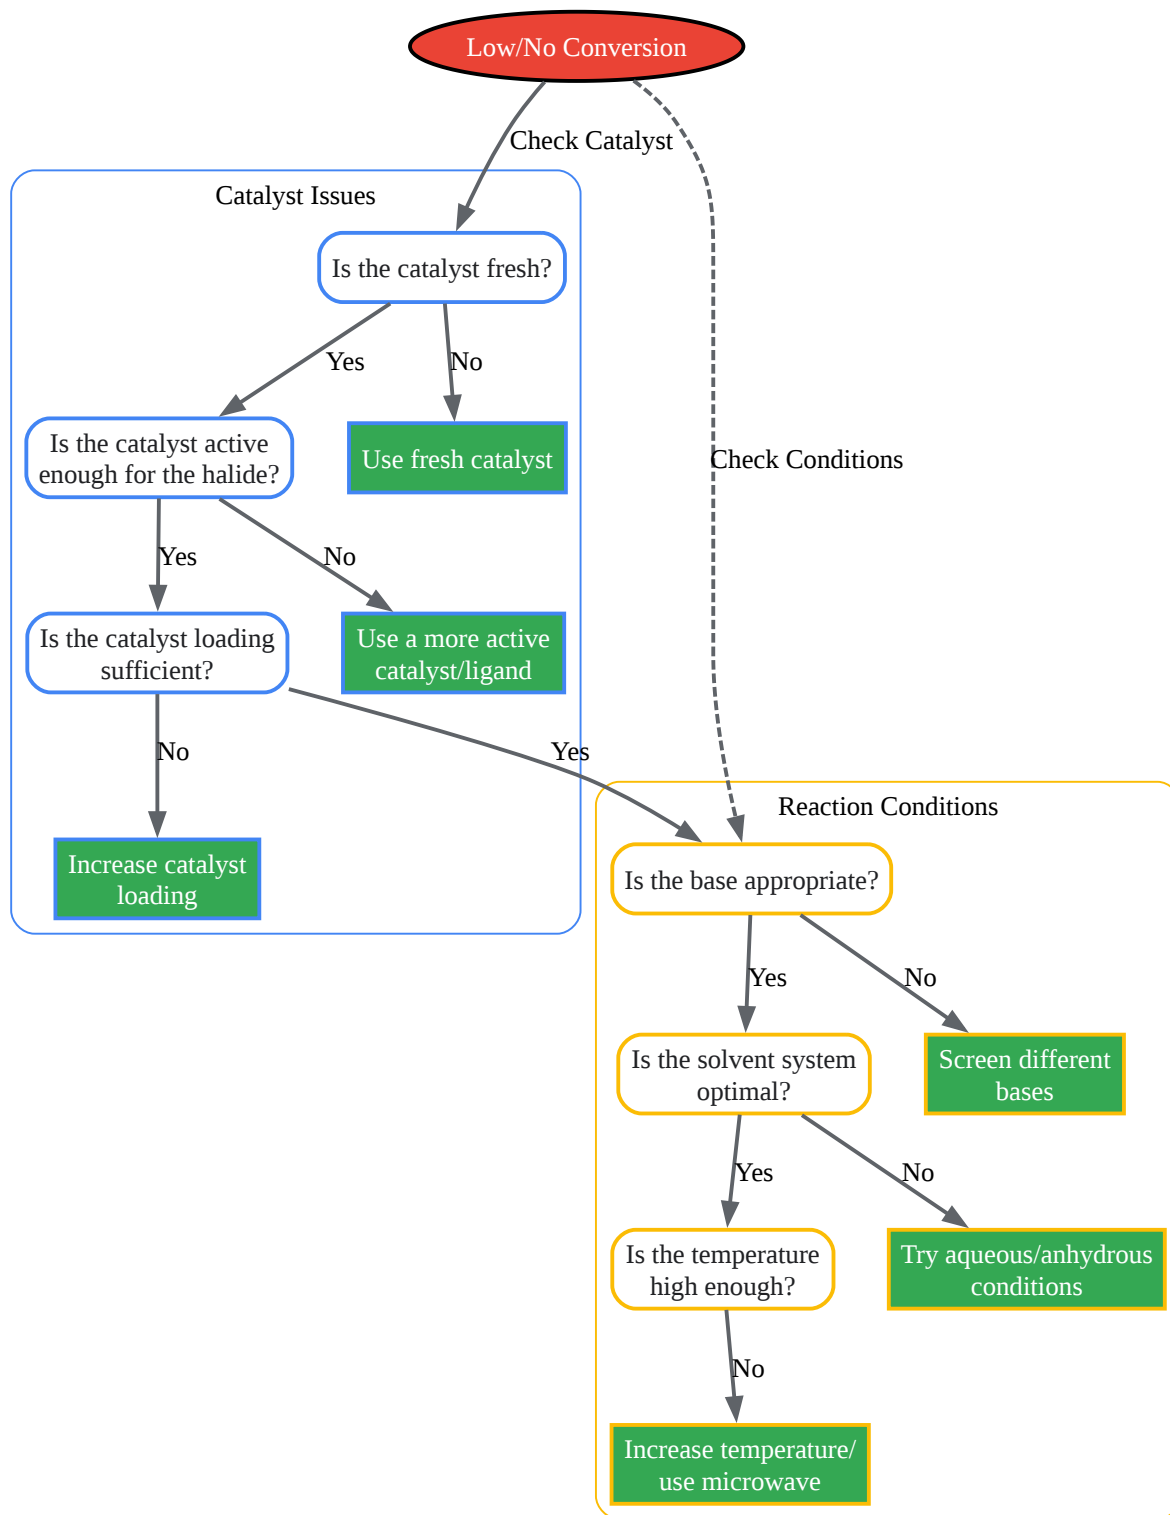 Low/No Conversion
Check Catalyst
Catalyst Issues
Is the catalyst fresh?
Yes
No
Is the catalyst active
enough for the halide?
Use fresh catalyst
Check Conditions
Yes
No
Is the catalyst loading
sufficient?
Use a more active
catalyst/ligand
No
Yes
Increase catalyst
loading
Reaction Conditions
Is the base appropriate?
Yes
No
Is the solvent system
optimal?
Screen different
bases
Yes
No
Is the temperature
high enough?
Try aqueous/anhydrous
conditions
No
Increase temperature/
use microwave